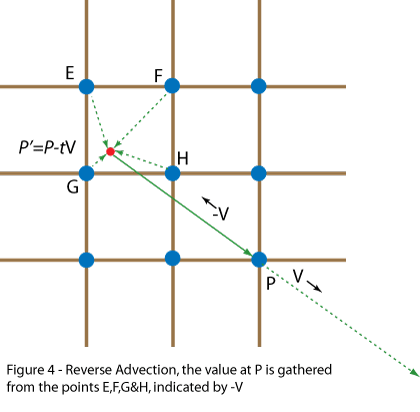 E
F
P'=P-tV
H
G
-V
V
P
Figure 4 - Reverse Advection, the value at P is gathered
from the points E,F,G&H, indicated by -V